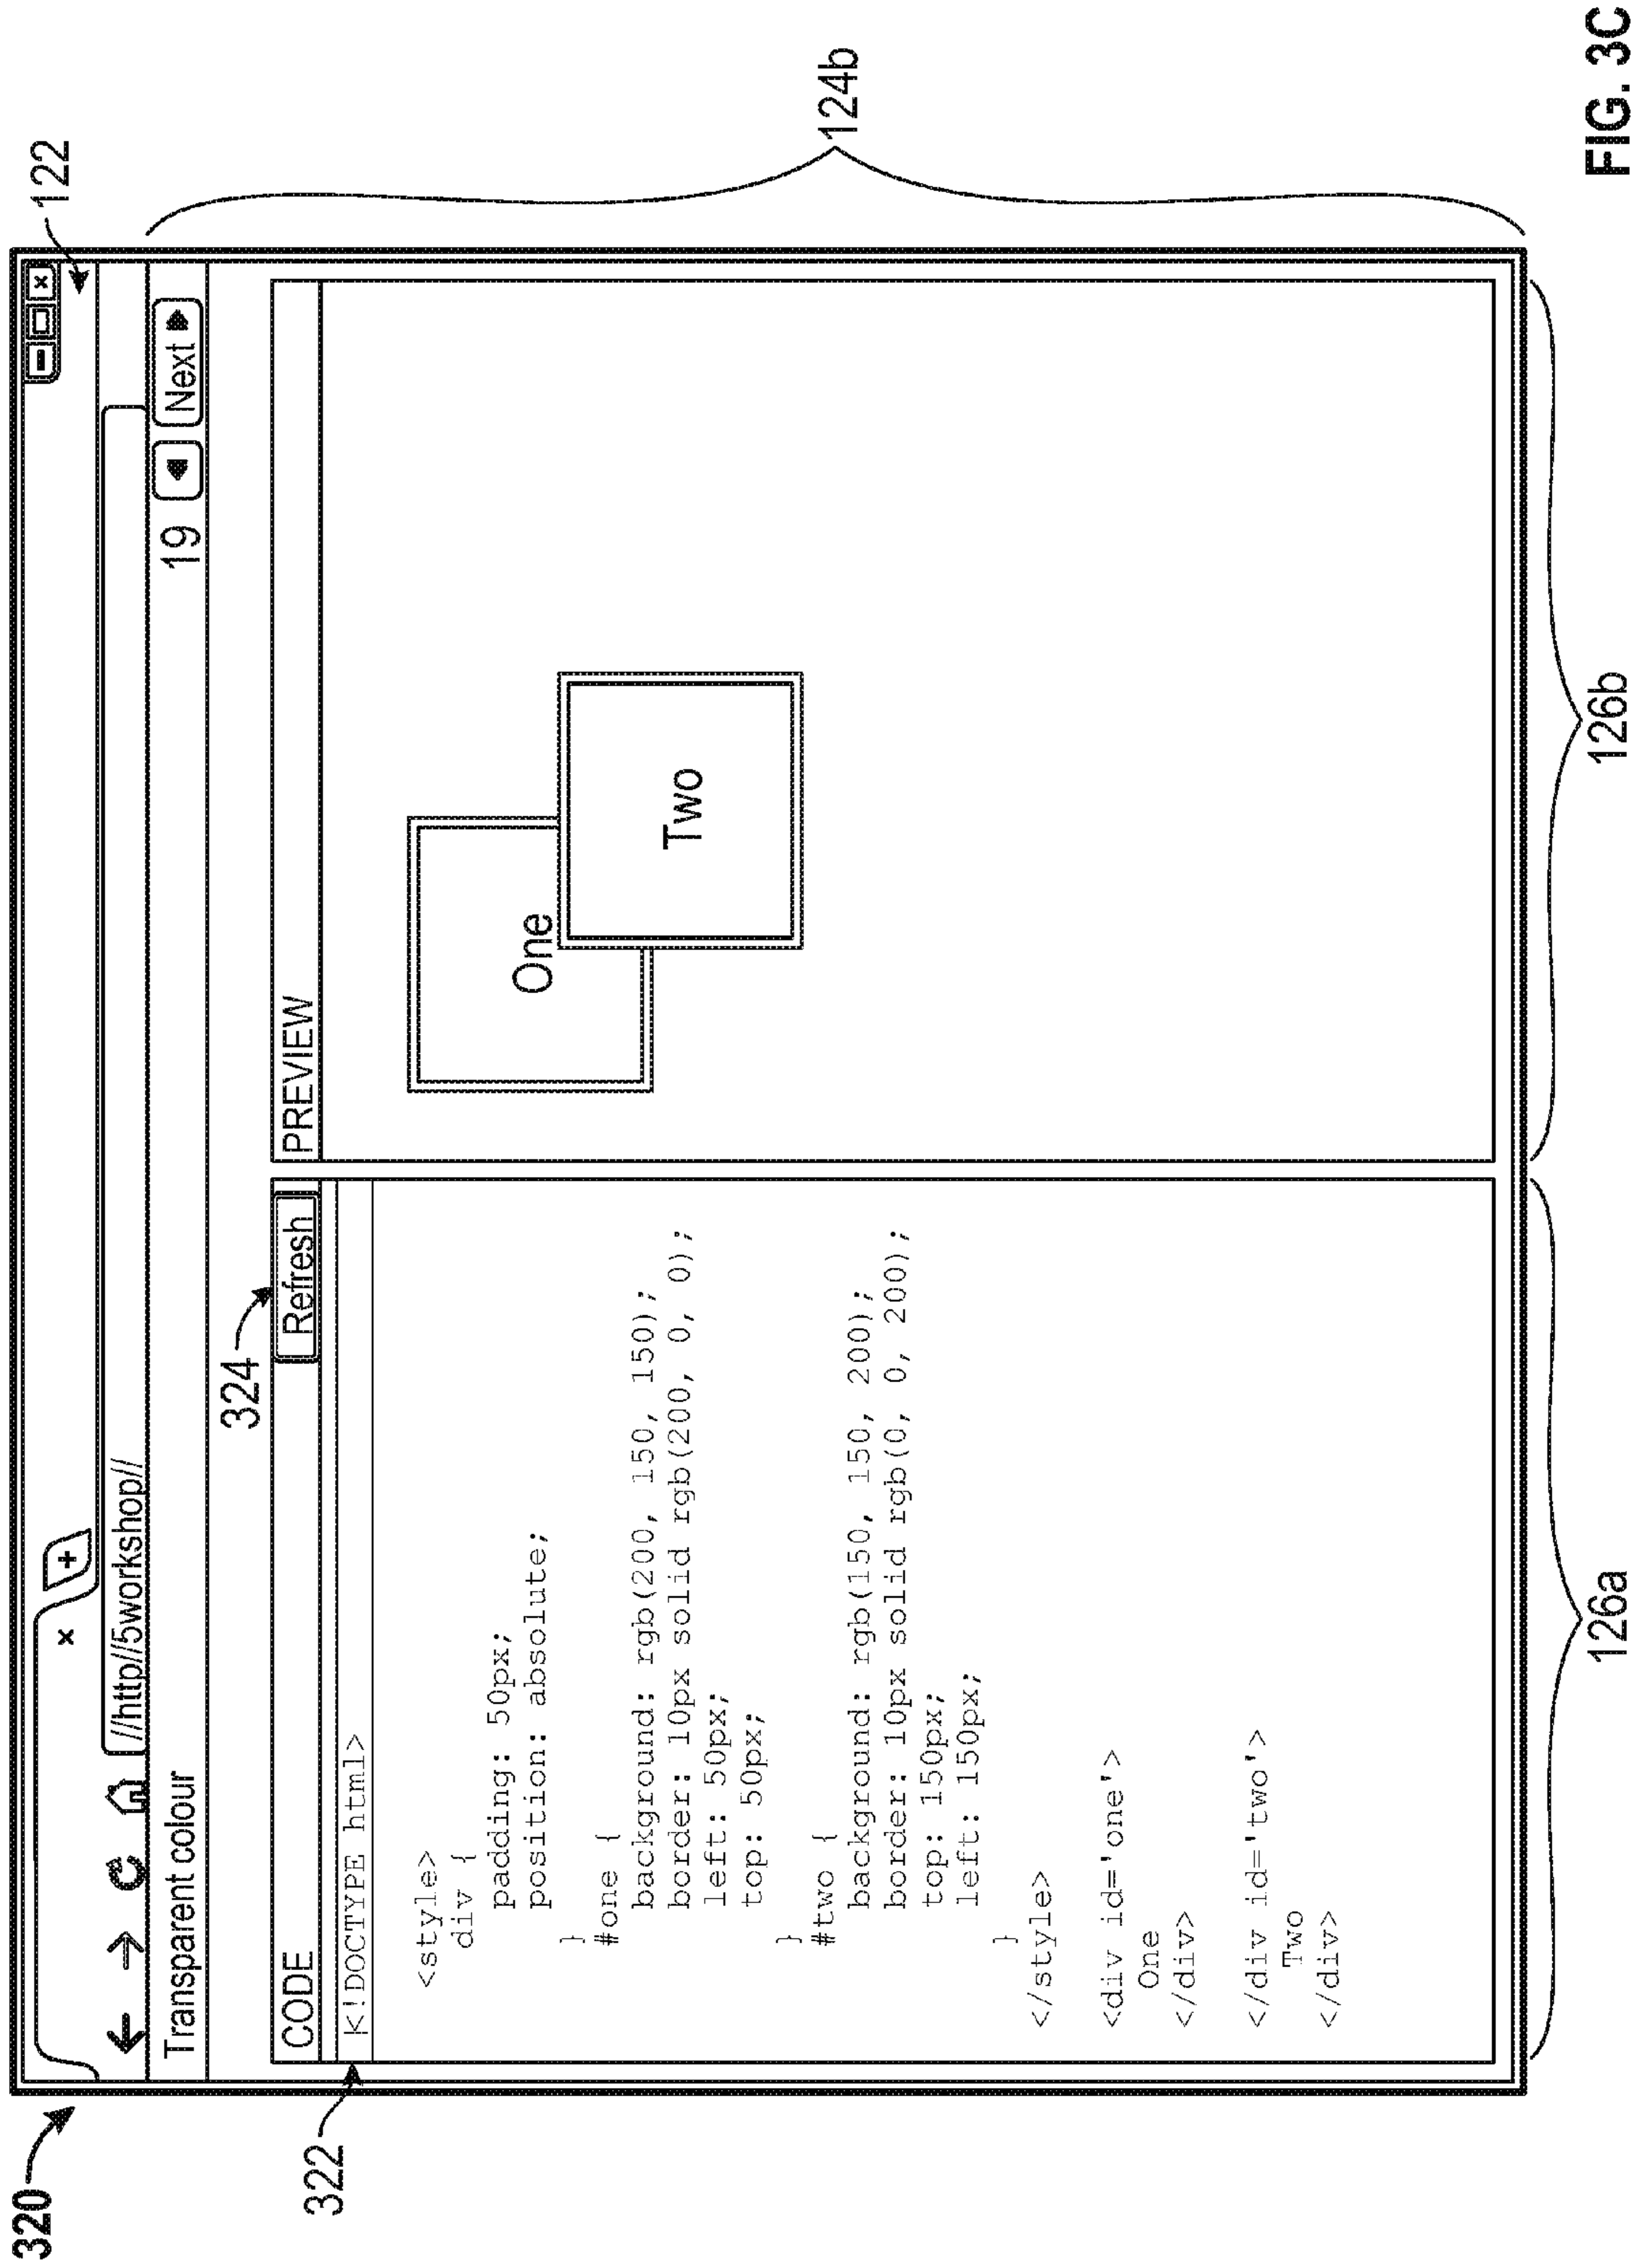 320
122
×
+
- □ ×
//http//5workshop//
Transparent colour
19
Next
324
124b
CODE
Refresh
PREVIEW
322
<!DOCTYPE html>
<style>
div {
padding: 50px;
position: absolute;
}
#one {
background: rgb(200, 150, 150);
border: 10px solid rgb(200, 0, 0);
left: 50px;
top: 50px;
}
#two {
background: rgb(150, 150, 200);
border: 10px solid rgb(0, 0, 200);
top: 150px;
left: 150px;
}
</style>
<div id='one'>
One
</div>
</div id='two'>
Two
</div>
One
Two
126a
126b
FIG. 3C